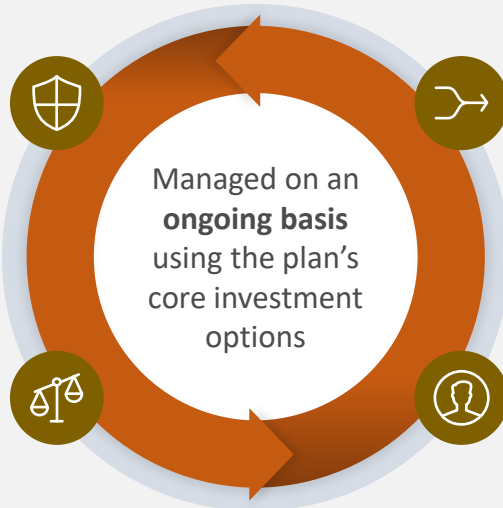 Managed on an
ongoing basis
using the plan’s
core investment
options